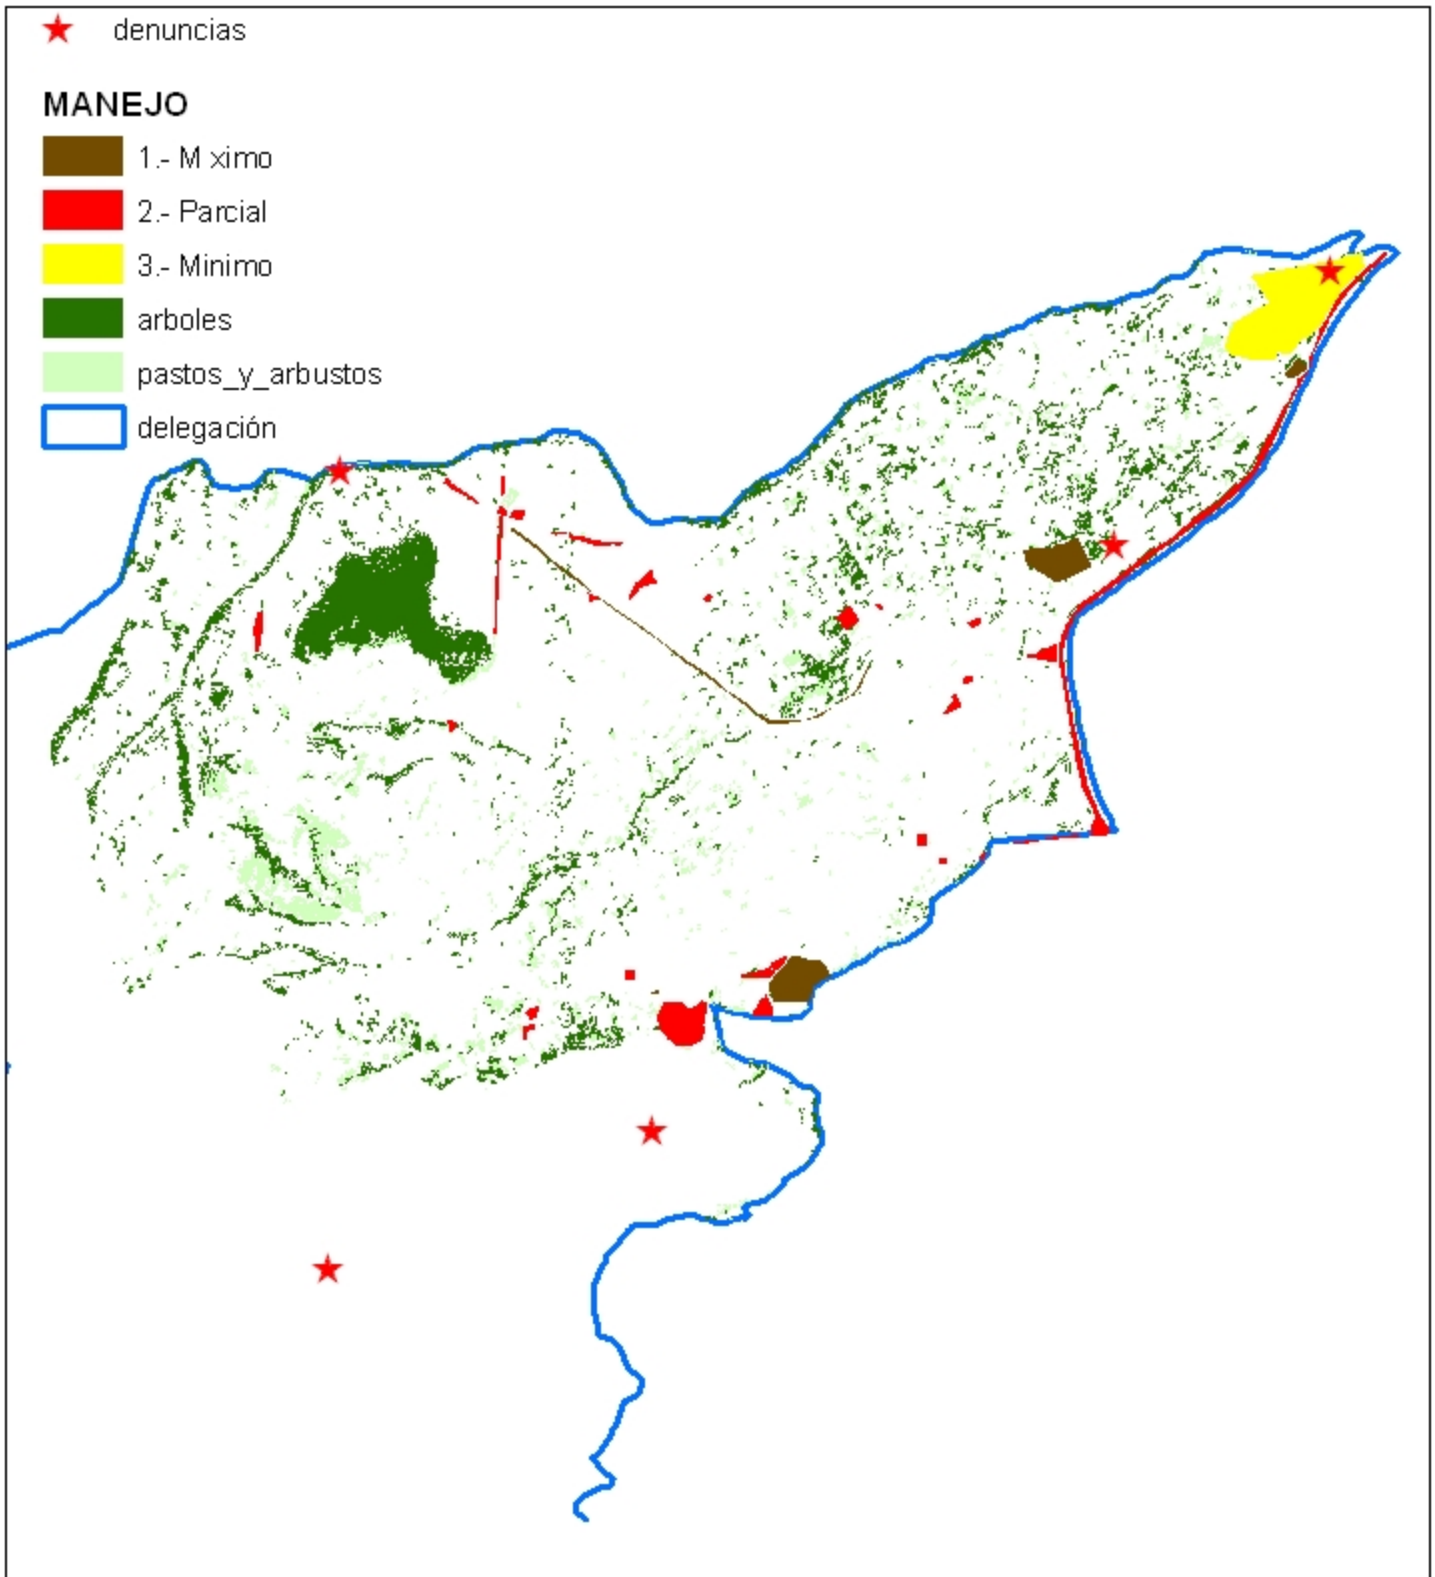 denuncias
MANEJO
1.- M ximo
2.- Parcial
3.- Minimo
arboles
pastos_y_arbustos
delegación